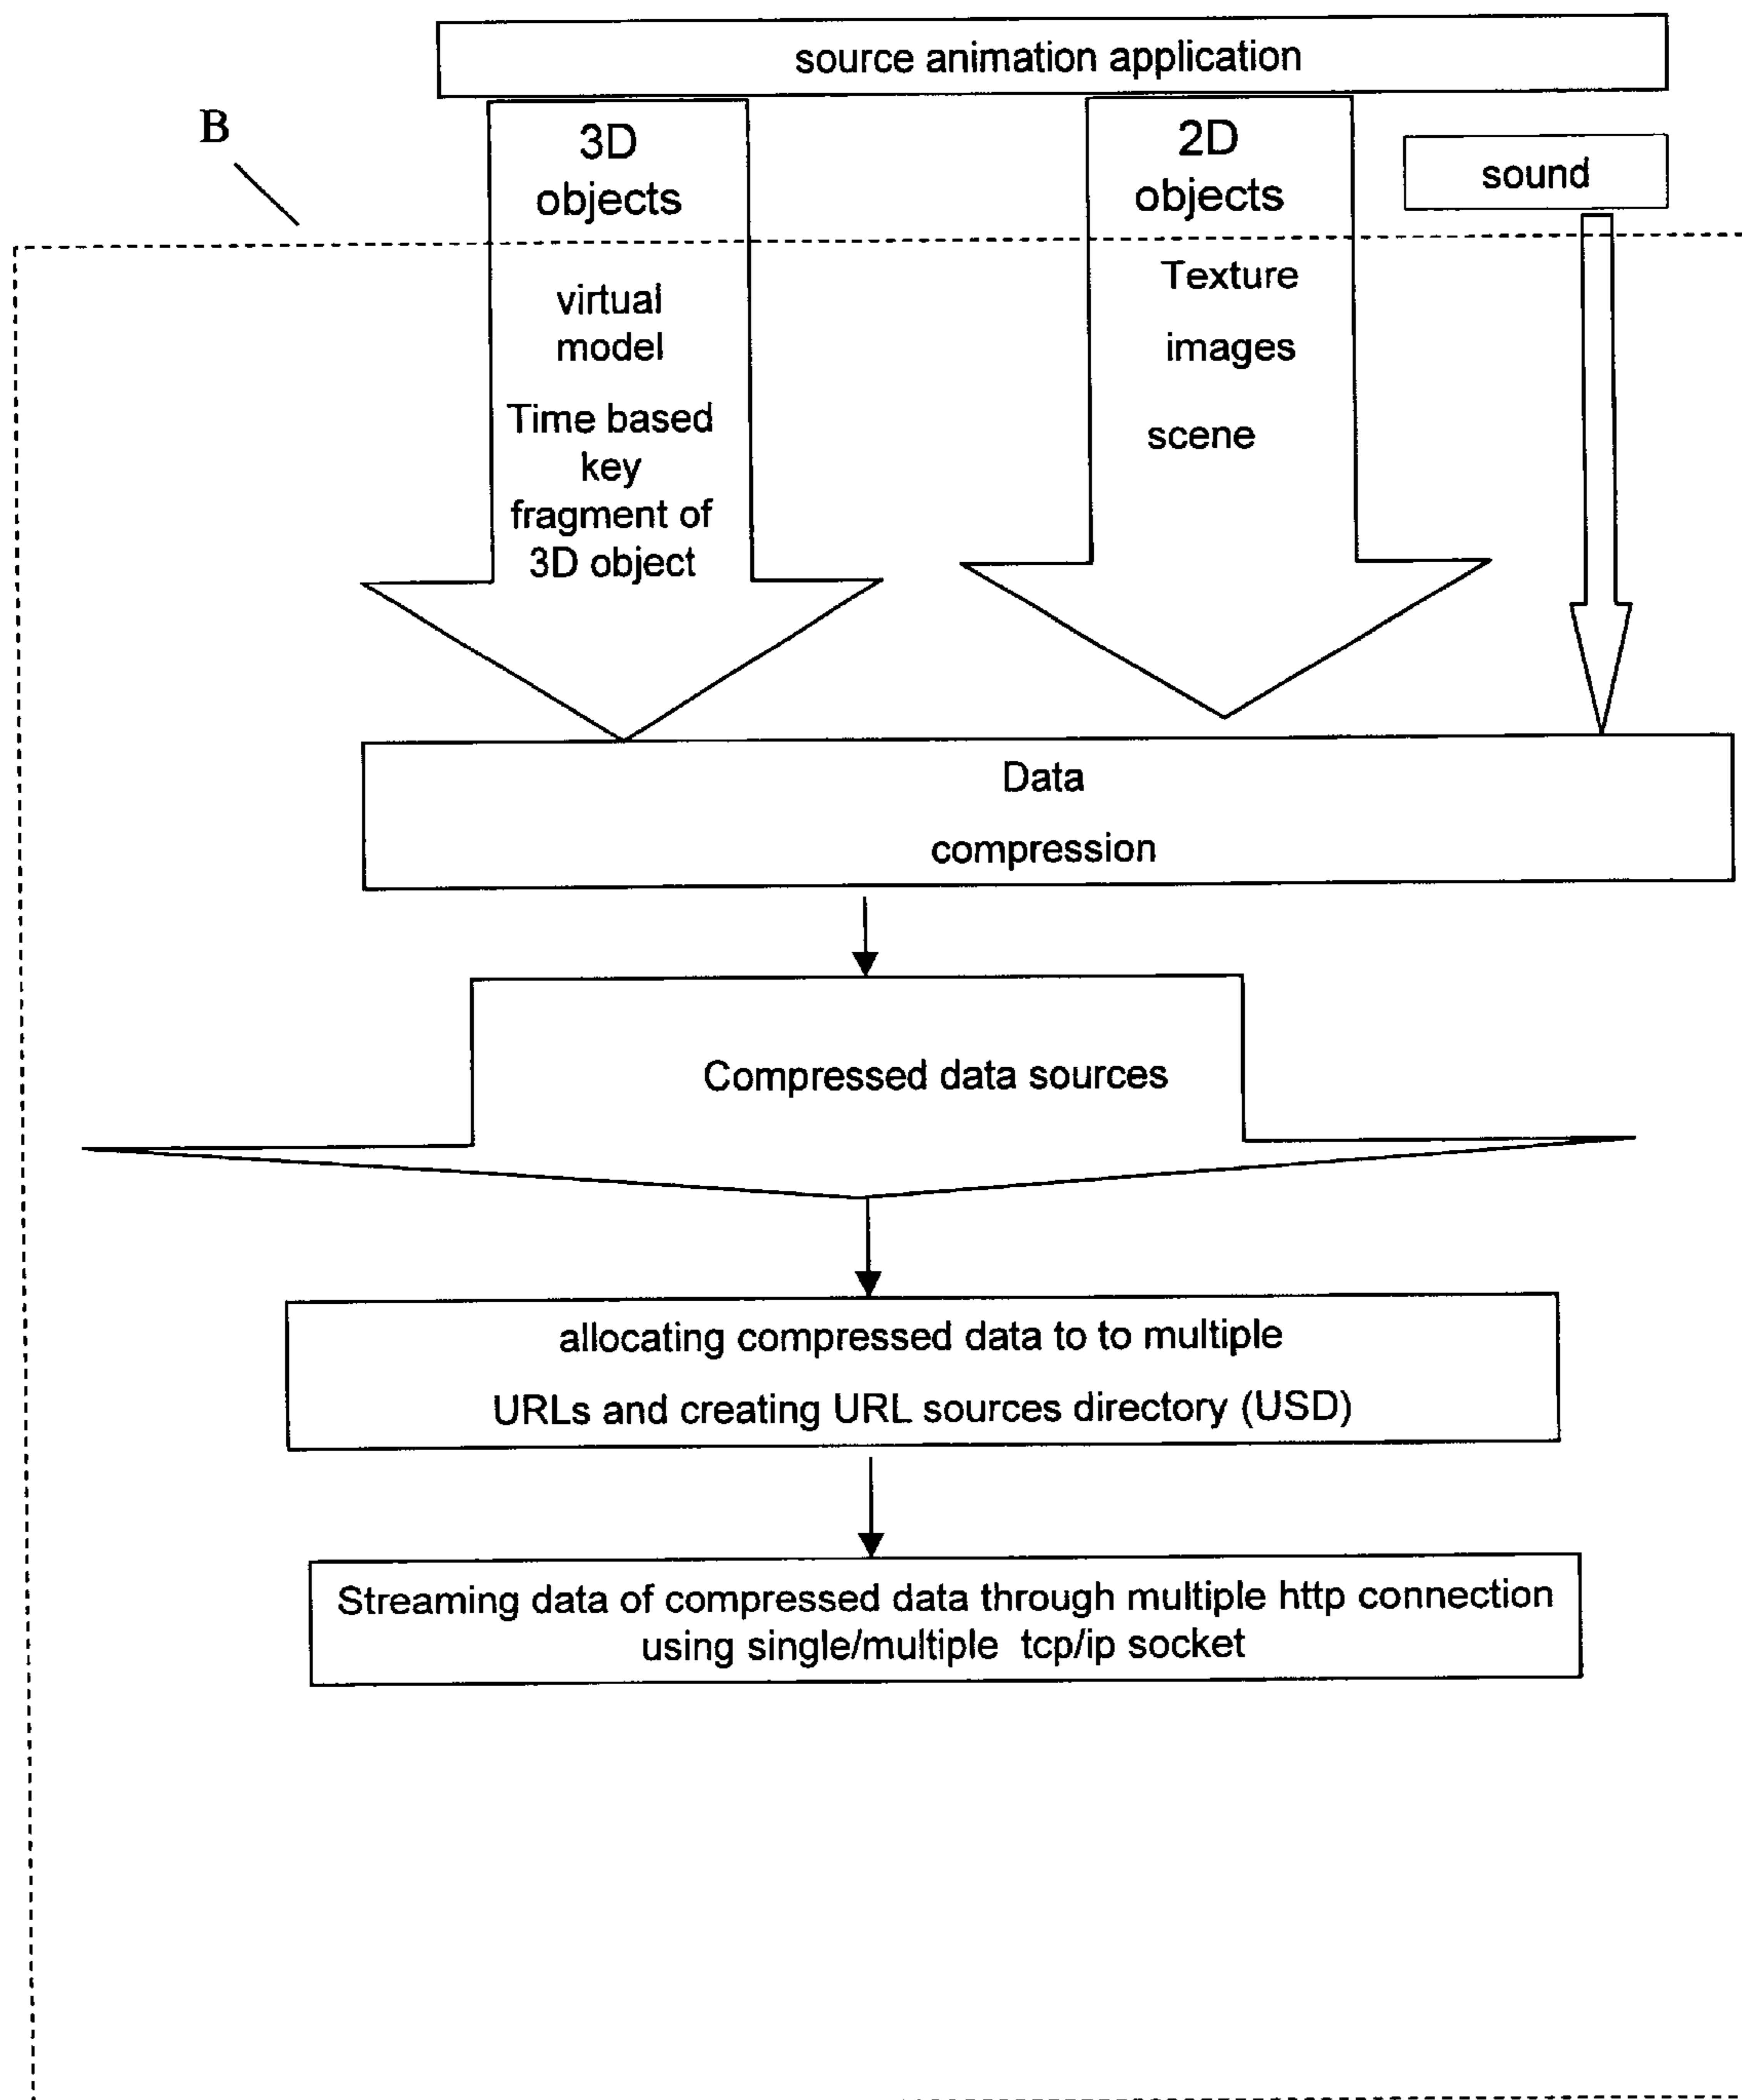 source animation application
B
3D
objects
2D
objects
sound
virtual
model
Time based
key
fragment of
3D object
Texture
images
scene
Data
compression
Compressed data sources
allocating compressed data to to multiple
URLs and creating URL sources directory (USD)
Streaming data of compressed data through multiple http connection
using single/multiple tcp/ip socket